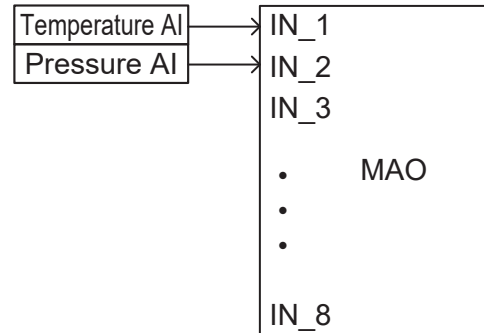 Temperature AI
IN_1
Pressure AI
IN_2
IN_3
MAO
IN_8